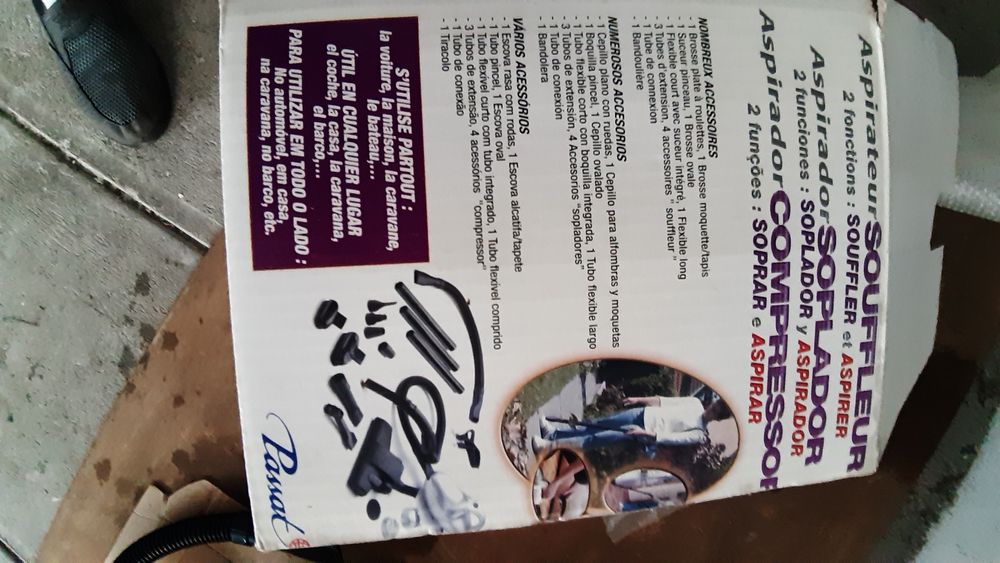 Aspirateur SOUFFLEUR
2 fonctions : SOUFFLER et ASPIRER
Aspirador SOPLADOR
2 funciones : SOPLADOR y ASPIRADOR
Aspirador COMPRESSOR
2 funções : SOPRAR e ASPIRAR
NOMBREUX ACCESSOIRES
- 1 Brosse plate à roulettes, 1 Brosse moquette/tapis
- 1 Suceur pinceau, 1 Brosse ovale
- 1 Flexible court avec suceur intégré, 1 Flexible long
- 3 Tubes d'extension, 4 accessoires " souffleur "
- 1 Tube de connexion
- 1 Bandoulière
NUMEROSOS ACCESORIOS
- 1 Cepillo plano con ruedas, 1 Cepillo para alfombras y moquetas
- 1 Boquilla pincel, 1 Cepillo ovalado
- 1 Tubo flexible corto con boquilla integrada, 1 Tubo flexible largo
- 3 Tubos de extensión, 4 Accesorios "sopladores"
- 1 Tubo de conexión
- 1 Bandolera
VÁRIOS ACESSÓRIOS
- 1 Escova rasa com rodas, 1 Escova alcatifa/tapete
- 1 Tubo pincel, 1 Escova oval
- 1 Tubo flexível curto com tubo integrado, 1 Tubo flexível comprido
- 3 Tubos de extensão, 4 acessórios "compressor"
- 1 Tubo de conexão
- 1 Tiracolo
S'UTILISE PARTOUT :
la voiture, la maison, la caravane,
le bateau,...
ÚTIL EN CUALQUIER LUGAR
el coche, la casa, la caravana,
el barco,...
PARA UTILIZAR EM TODO O LADO :
No automóvel, em casa,
na caravana, no barco, etc.
Passat